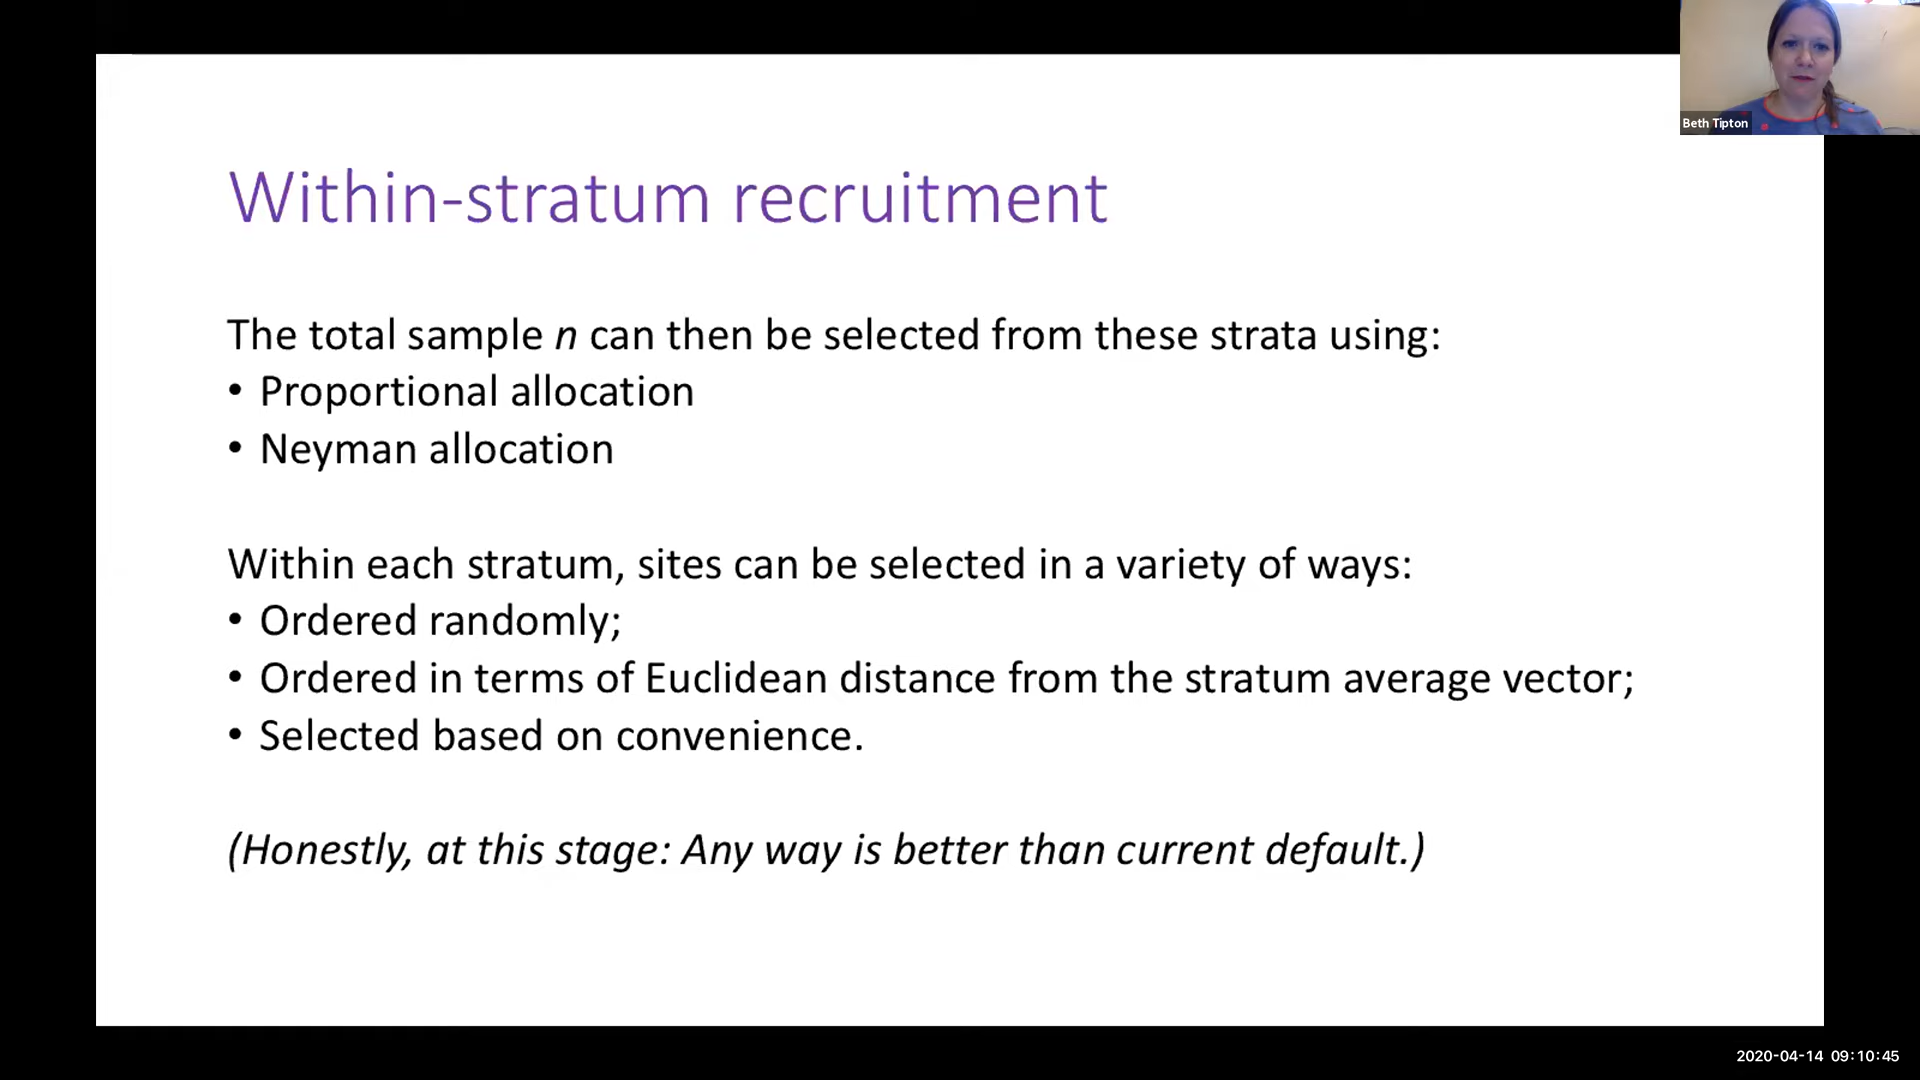 Beth Tipton
Within-stratum recruitment
The total sample n can then be selected from these strata using:
• Proportional allocation
• Neyman allocation
Within each stratum, sites can be selected in a variety of ways:
• Ordered randomly;
• Ordered in terms of Euclidean distance from the stratum average vector;
• Selected based on convenience.
(Honestly, at this stage: Any way is better than current default.)
2020-04-14 09:10:45